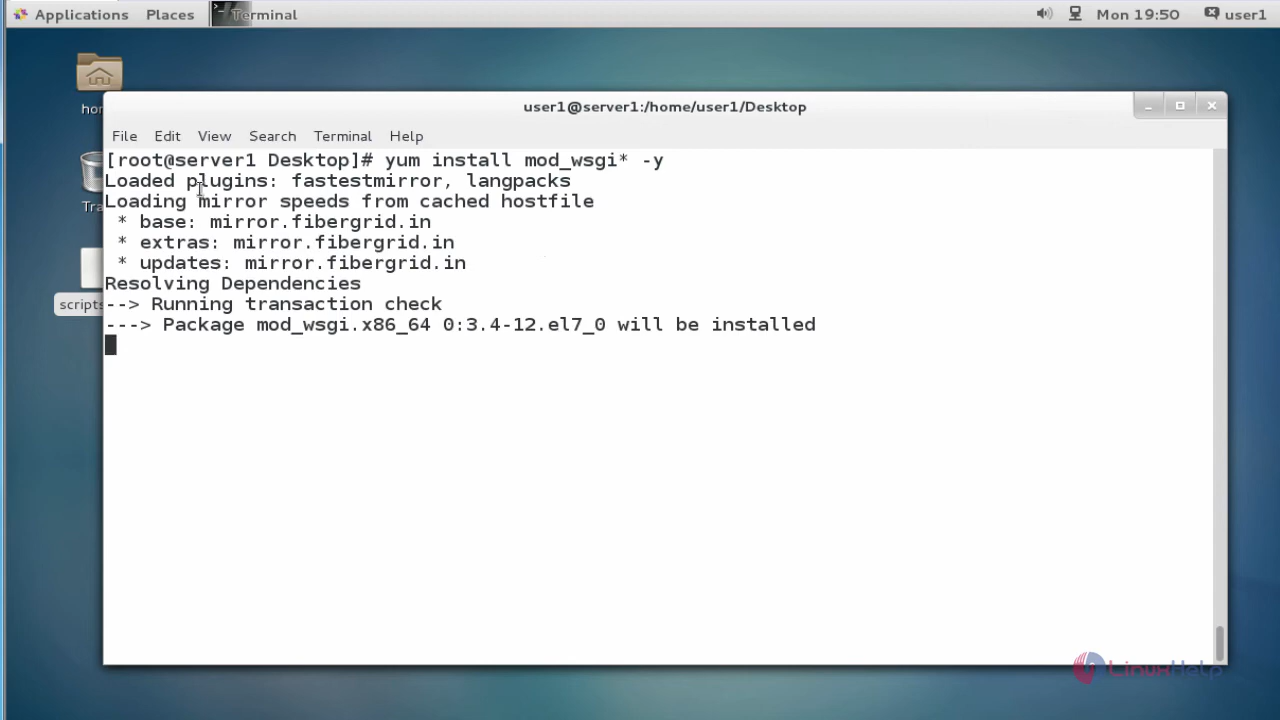 Applications Places Terminal Mon 19:50 user1
user1@server1:/home/user1/Desktop
File Edit View Search Terminal Help
[root@server1 Desktop]# yum install mod_wsgi* -y
Loaded plugins: fastestmirror, langpacks
Loading mirror speeds from cached hostfile
* base: mirror.fibergrid.in
* extras: mirror.fibergrid.in
* updates: mirror.fibergrid.in
Resolving Dependencies
--> Running transaction check
---> Package mod_wsgi.x86_64 0:3.4-12.el7_0 will be installed
scripts
LinuxHelp